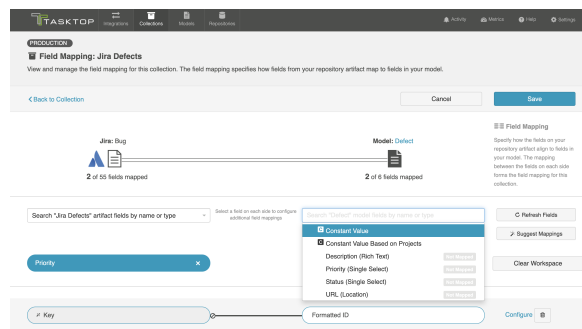 TASKTOP
Integrations
Collections
Models
Repositories
Activity
Metrics
Help
Settings
PRODUCTION
Field Mapping: Jira Defects
View and manage the field mapping for this collection. The field mapping specifies how fields from your repository artifact map to fields in your model.
Back to Collection
Cancel
Save
Jira: Bug
2 of 55 fields mapped
Model: Defect
2 of 6 fields mapped
Field Mapping
Specify how the fields on your
repository artifact align to fields in
your model. The mapping
between the fields on each side
forms the field mapping for this
collection.
Search "Jira Defects" artifact fields by name or type
Select a field on each side to configure
additional field mappings
Search "Defect" model fields by name or type
Refresh Fields
Suggest Mappings
C Constant Value
C Constant Value Based on Projects
Description (Rich Text) Not Mapped
Priority (Single Select) Not Mapped
Status (Single Select) Not Mapped
URL (Location) Not Mapped
Priority ×
Clear Workspace
Key
Formatted ID
Configure